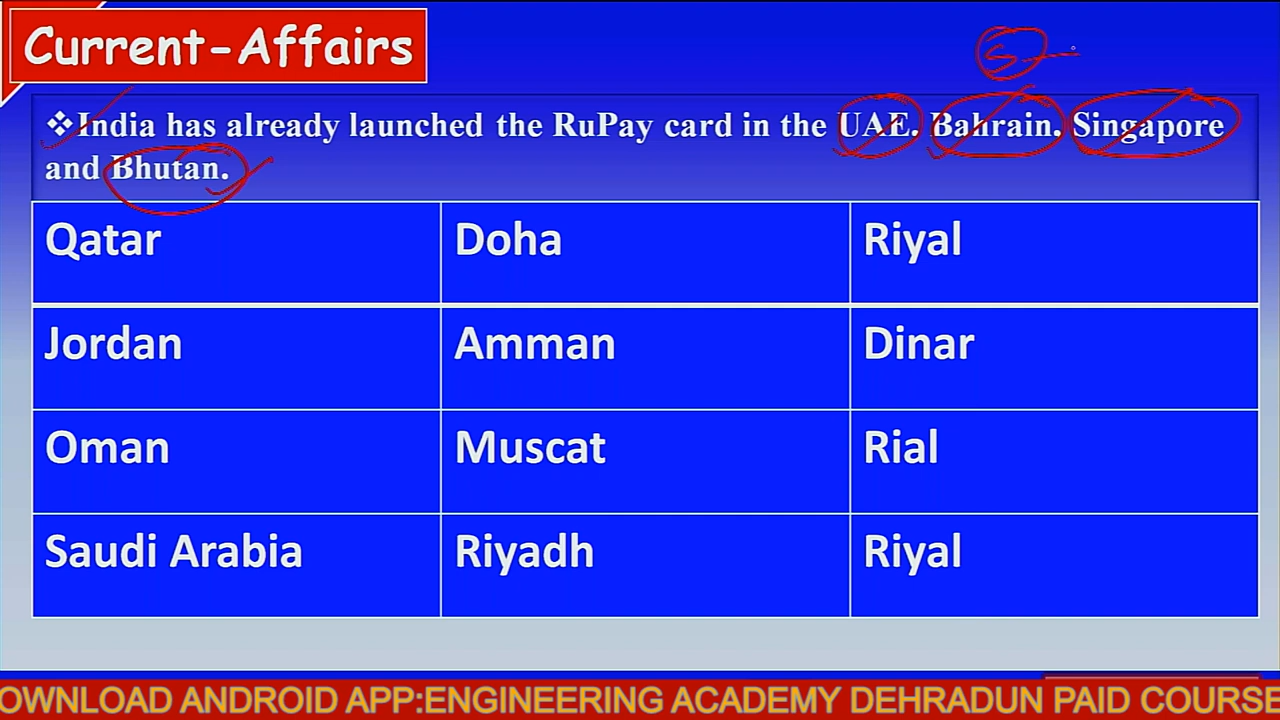 Current-Affairs
5
❖India has already launched the RuPay card in the UAE. Bahrain. Singapore
and Bhutan.
Qatar Doha Riyal
Jordan Amman Dinar
Oman Muscat Rial
Saudi Arabia Riyadh Riyal
OWNLOAD ANDROID APP:ENGINEERING ACADEMY DEHRADUN PAID COURSE